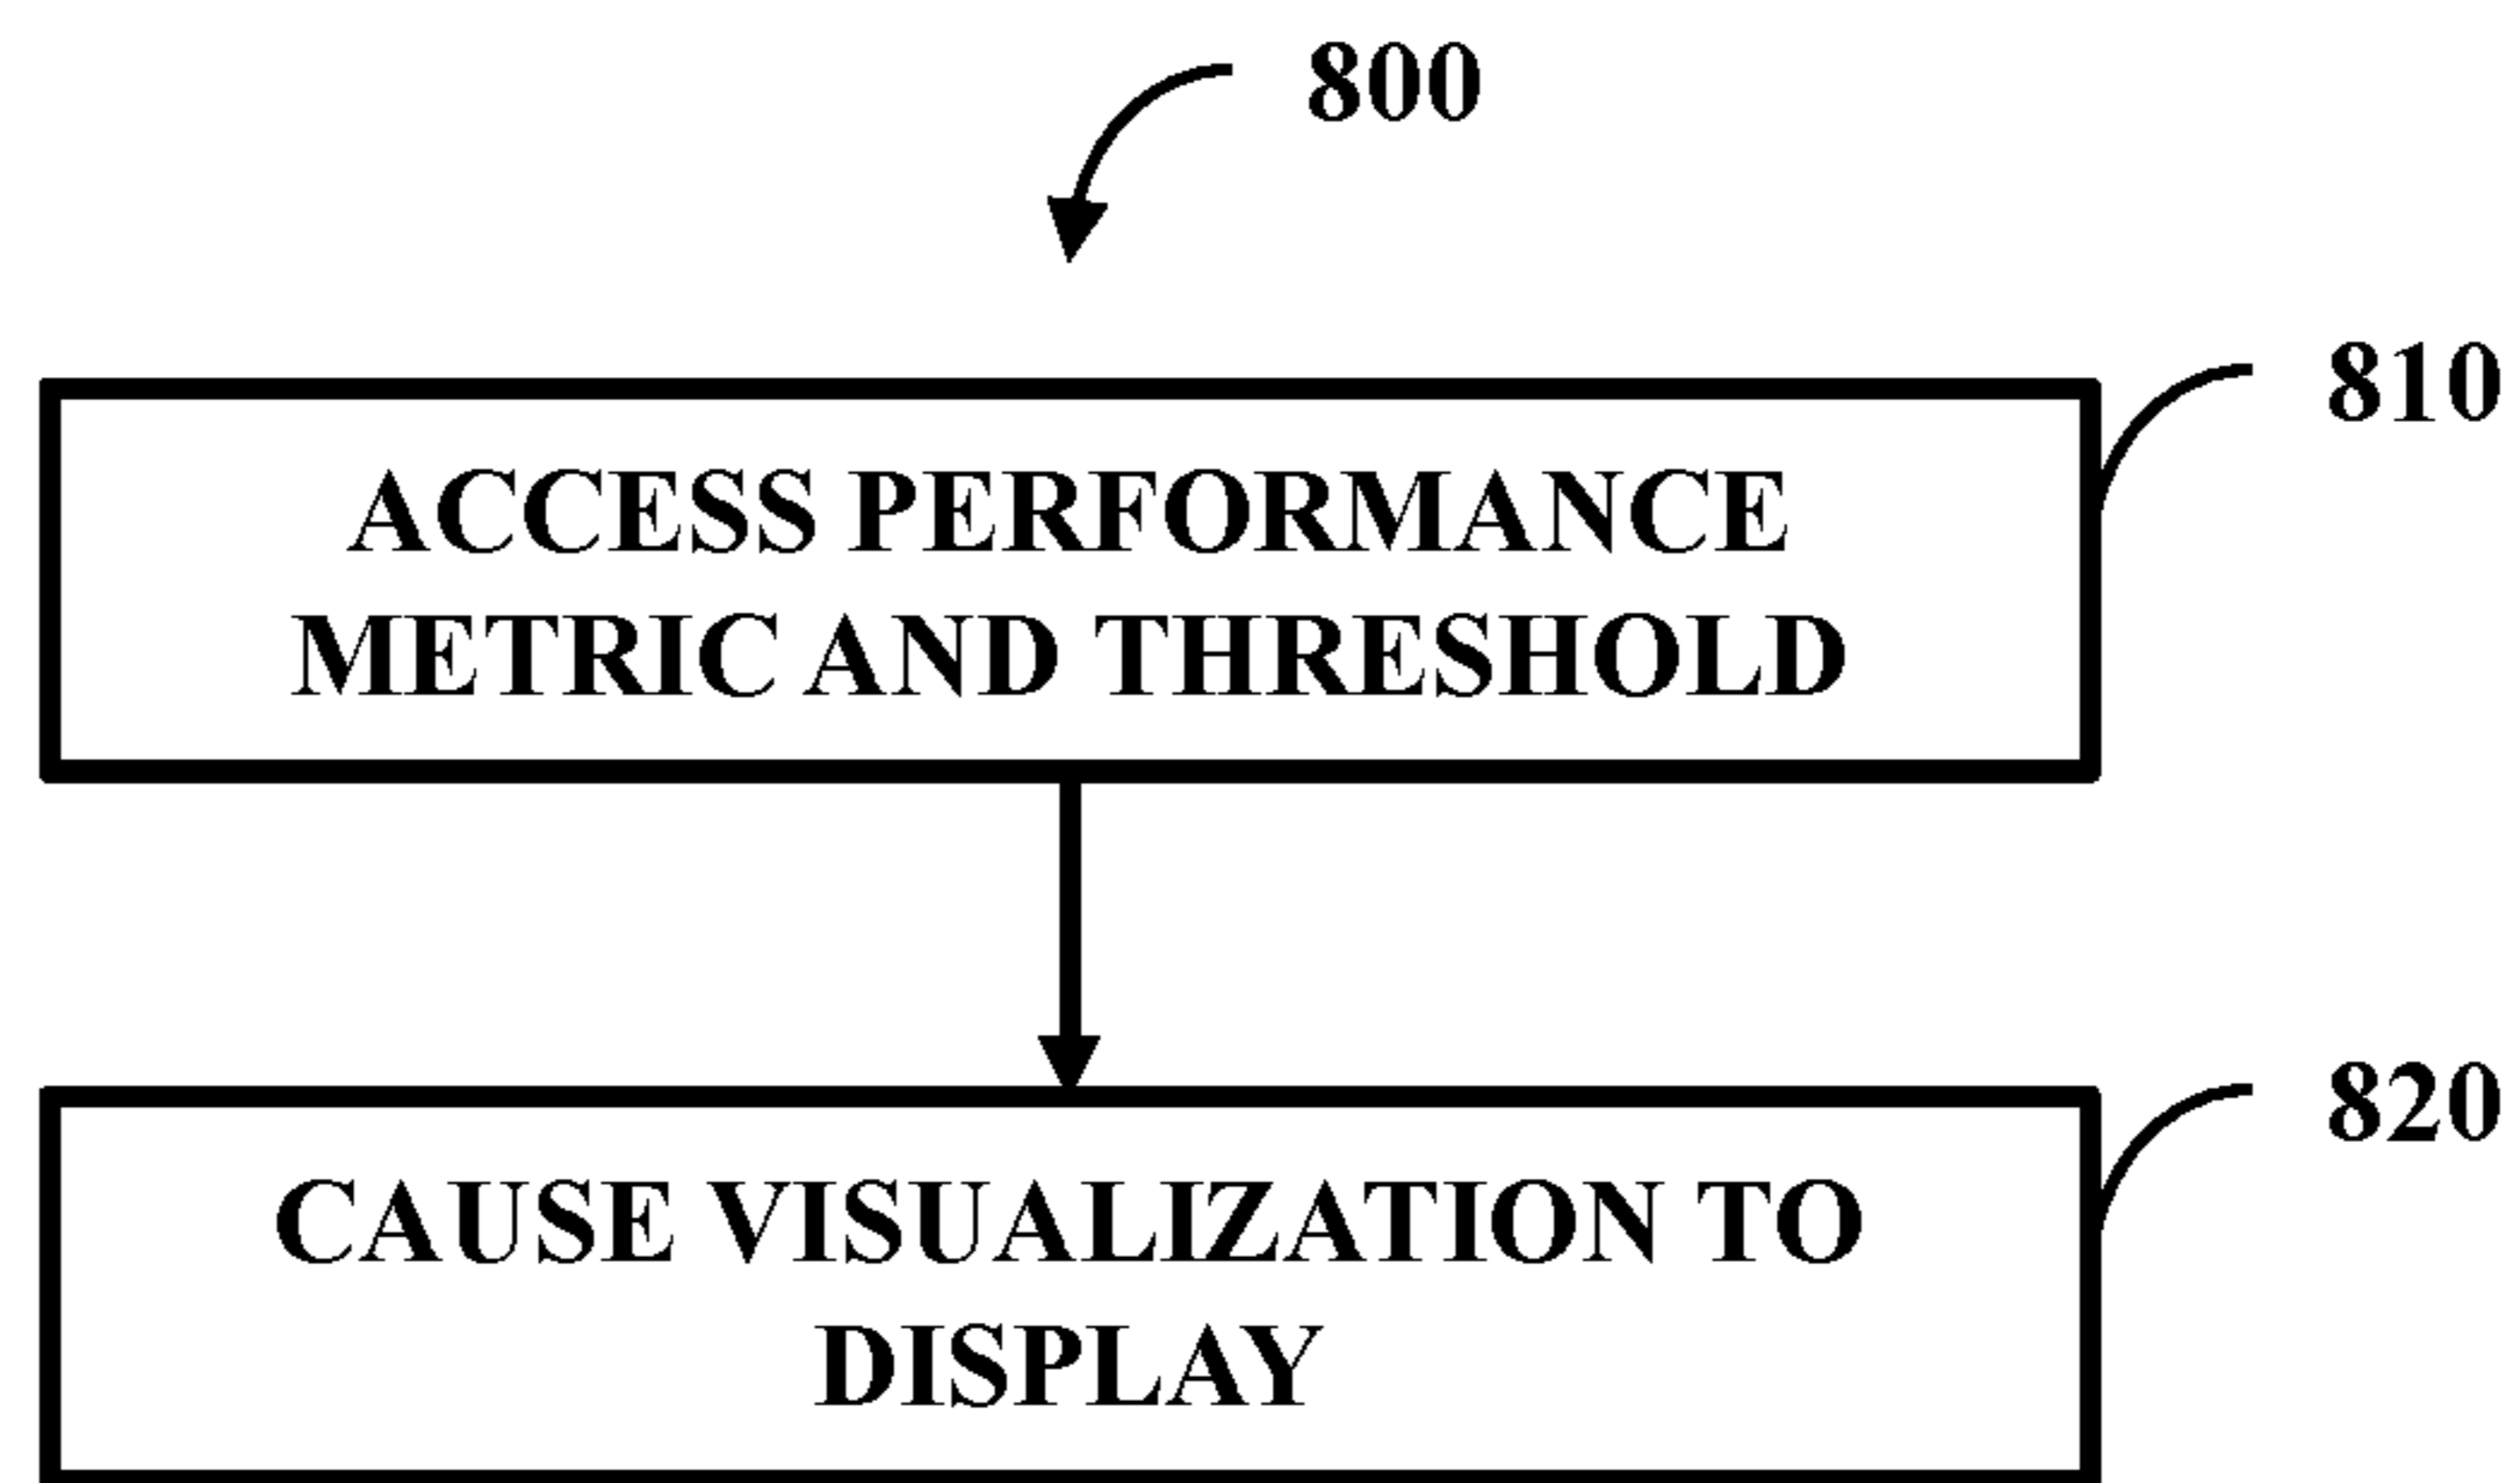 800
810
ACCESS PERFORMANCE
METRIC AND THRESHOLD
820
CAUSE VISUALIZATION TO
DISPLAY